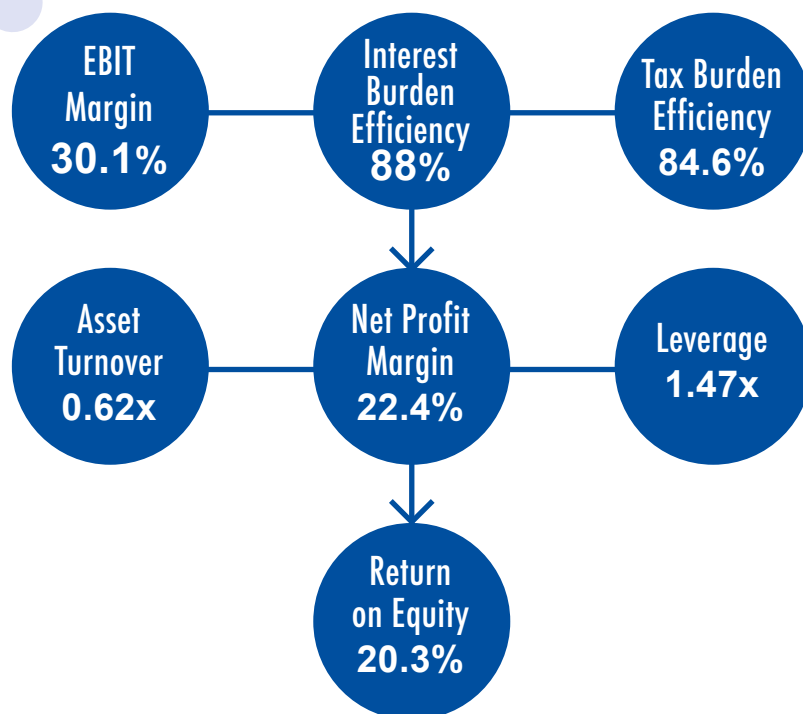 EBIT
Margin
30.1%
Interest
Burden
Efficiency
88%
Tax Burden
Efficiency
84.6%
Asset
Turnover
0.62x
Net Profit
Margin
22.4%
Leverage
1.47x
Return
on Equity
20.3%